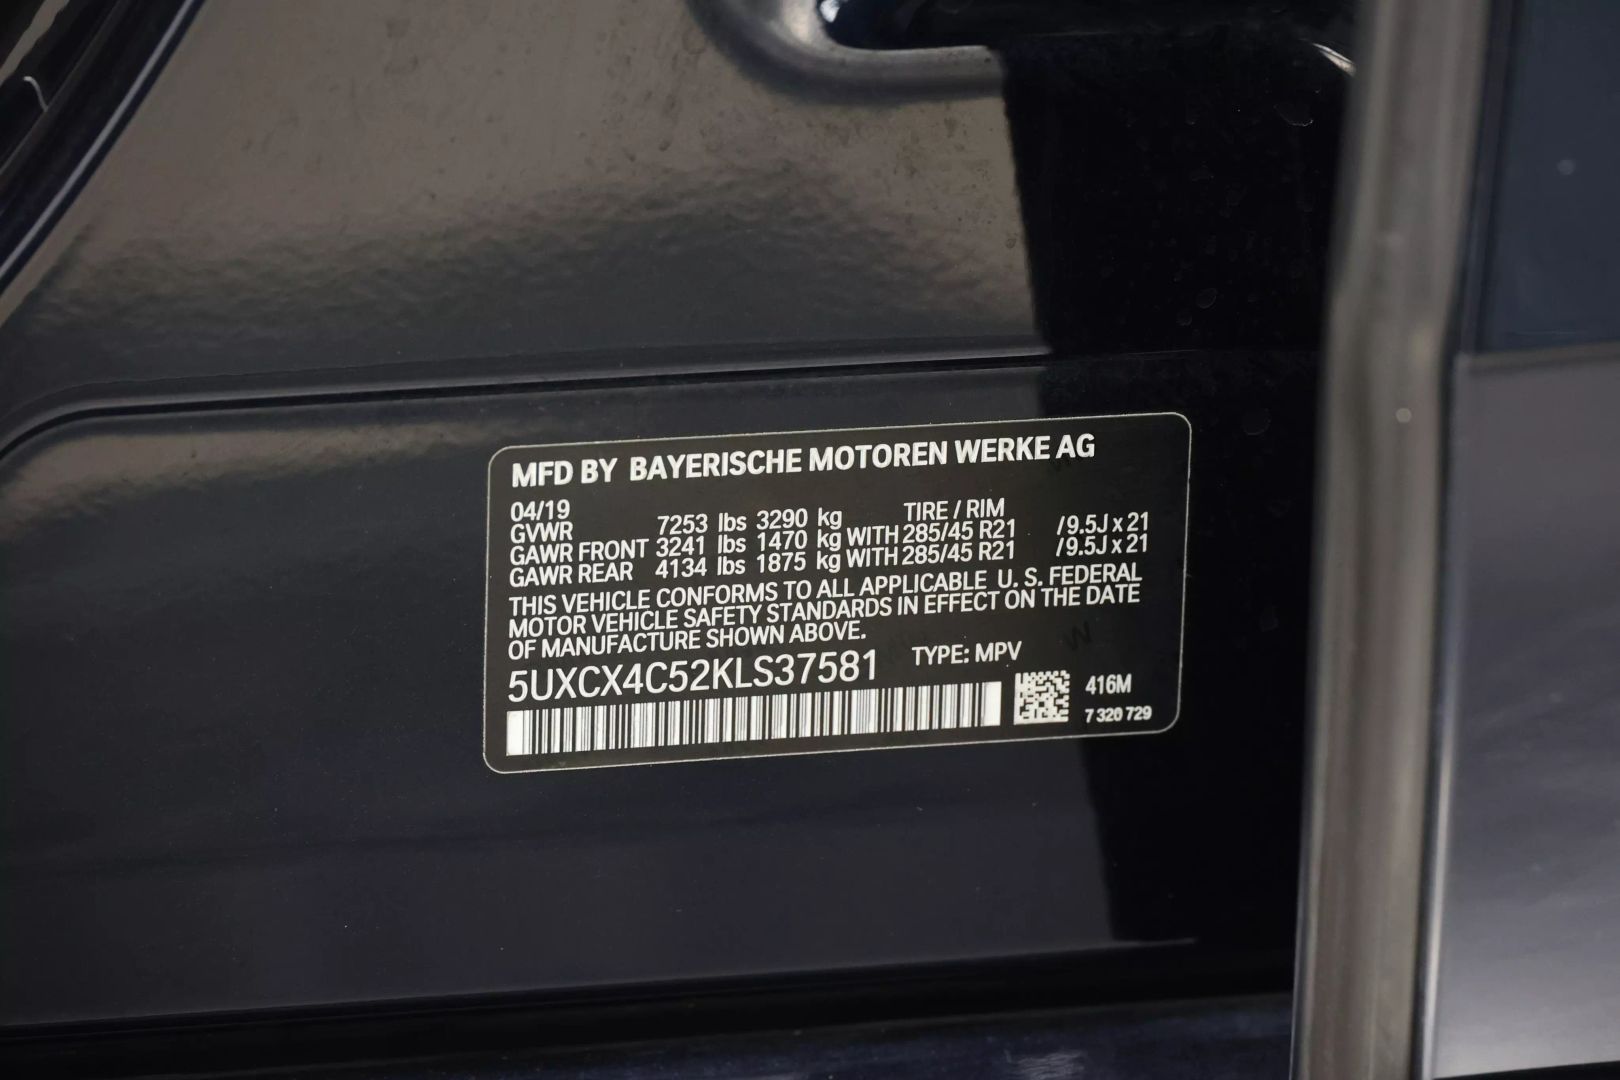 MFD BY BAYERISCHE MOTOREN WERKE AG
04/19 TIRE / RIM
GVWR 7253 lbs 3290 kg
GAWR FRONT 3241 lbs 1470 kg WITH 285/45 R21 /9.5J x 21
GAWR REAR 4134 lbs 1875 kg WITH 285/45 R21 /9.5J x 21
THIS VEHICLE CONFORMS TO ALL APPLICABLE U. S. FEDERAL
MOTOR VEHICLE SAFETY STANDARDS IN EFFECT ON THE DATE
OF MANUFACTURE SHOWN ABOVE.
5UXCX4C52KLS37581 TYPE: MPV
416M
7 320 729